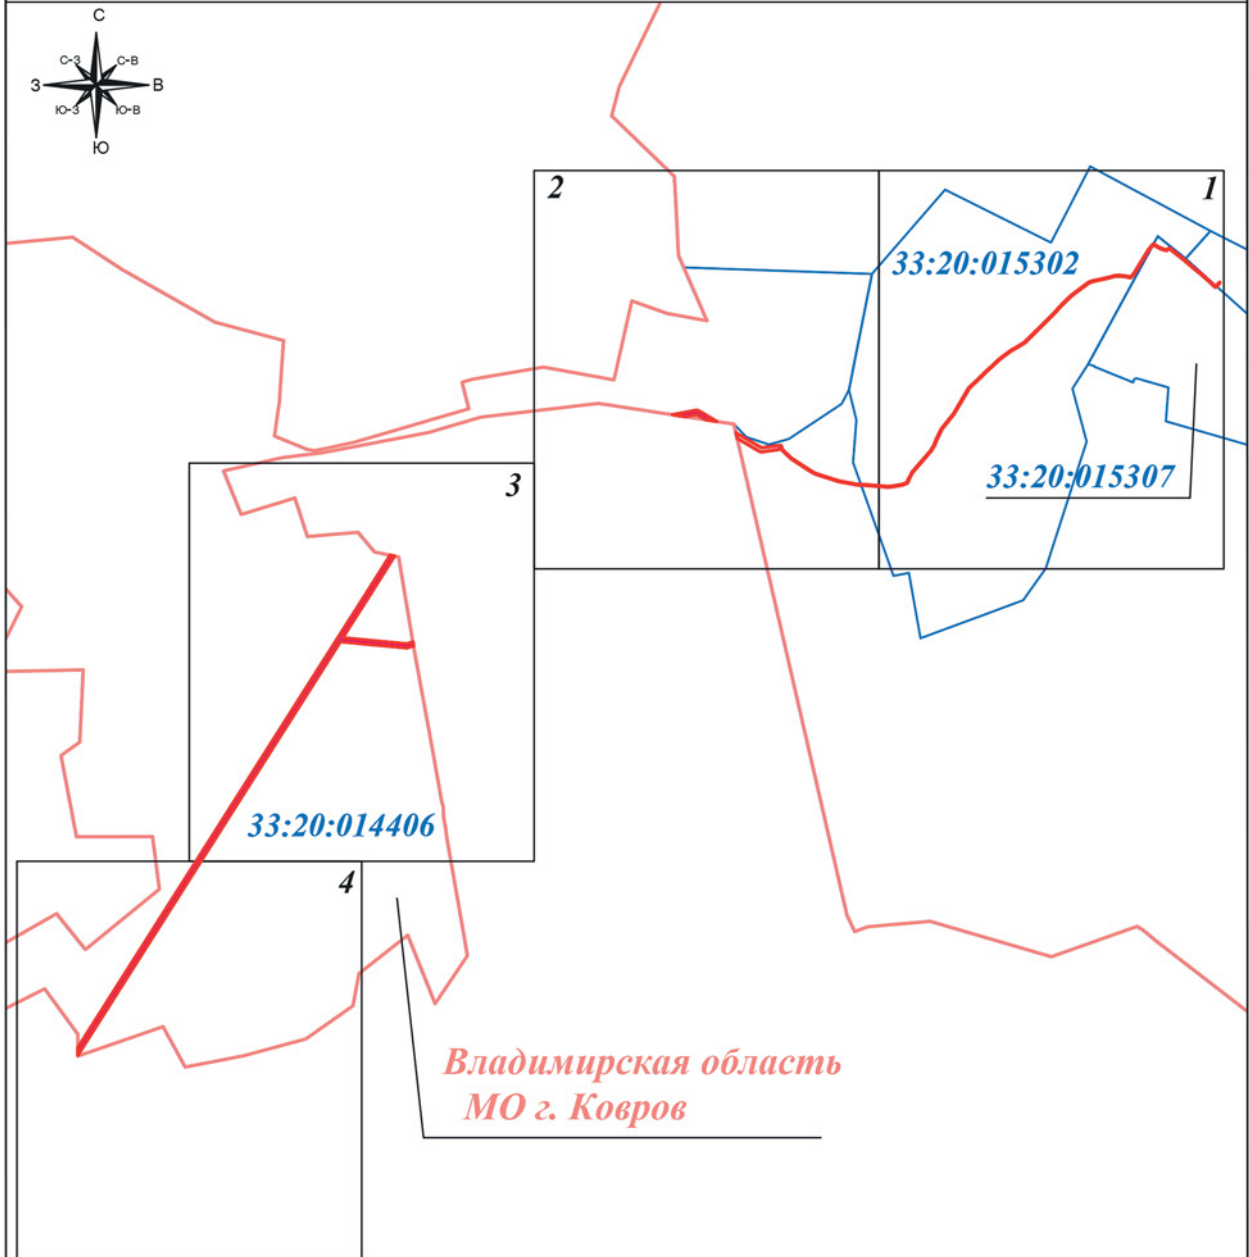 С
С-З
С-В
З
В
Ю-З
Ю-В
Ю
2
1
33:20:015302
33:20:015307
3
33:20:014406
4
Владимирская область
МО г. Ковров